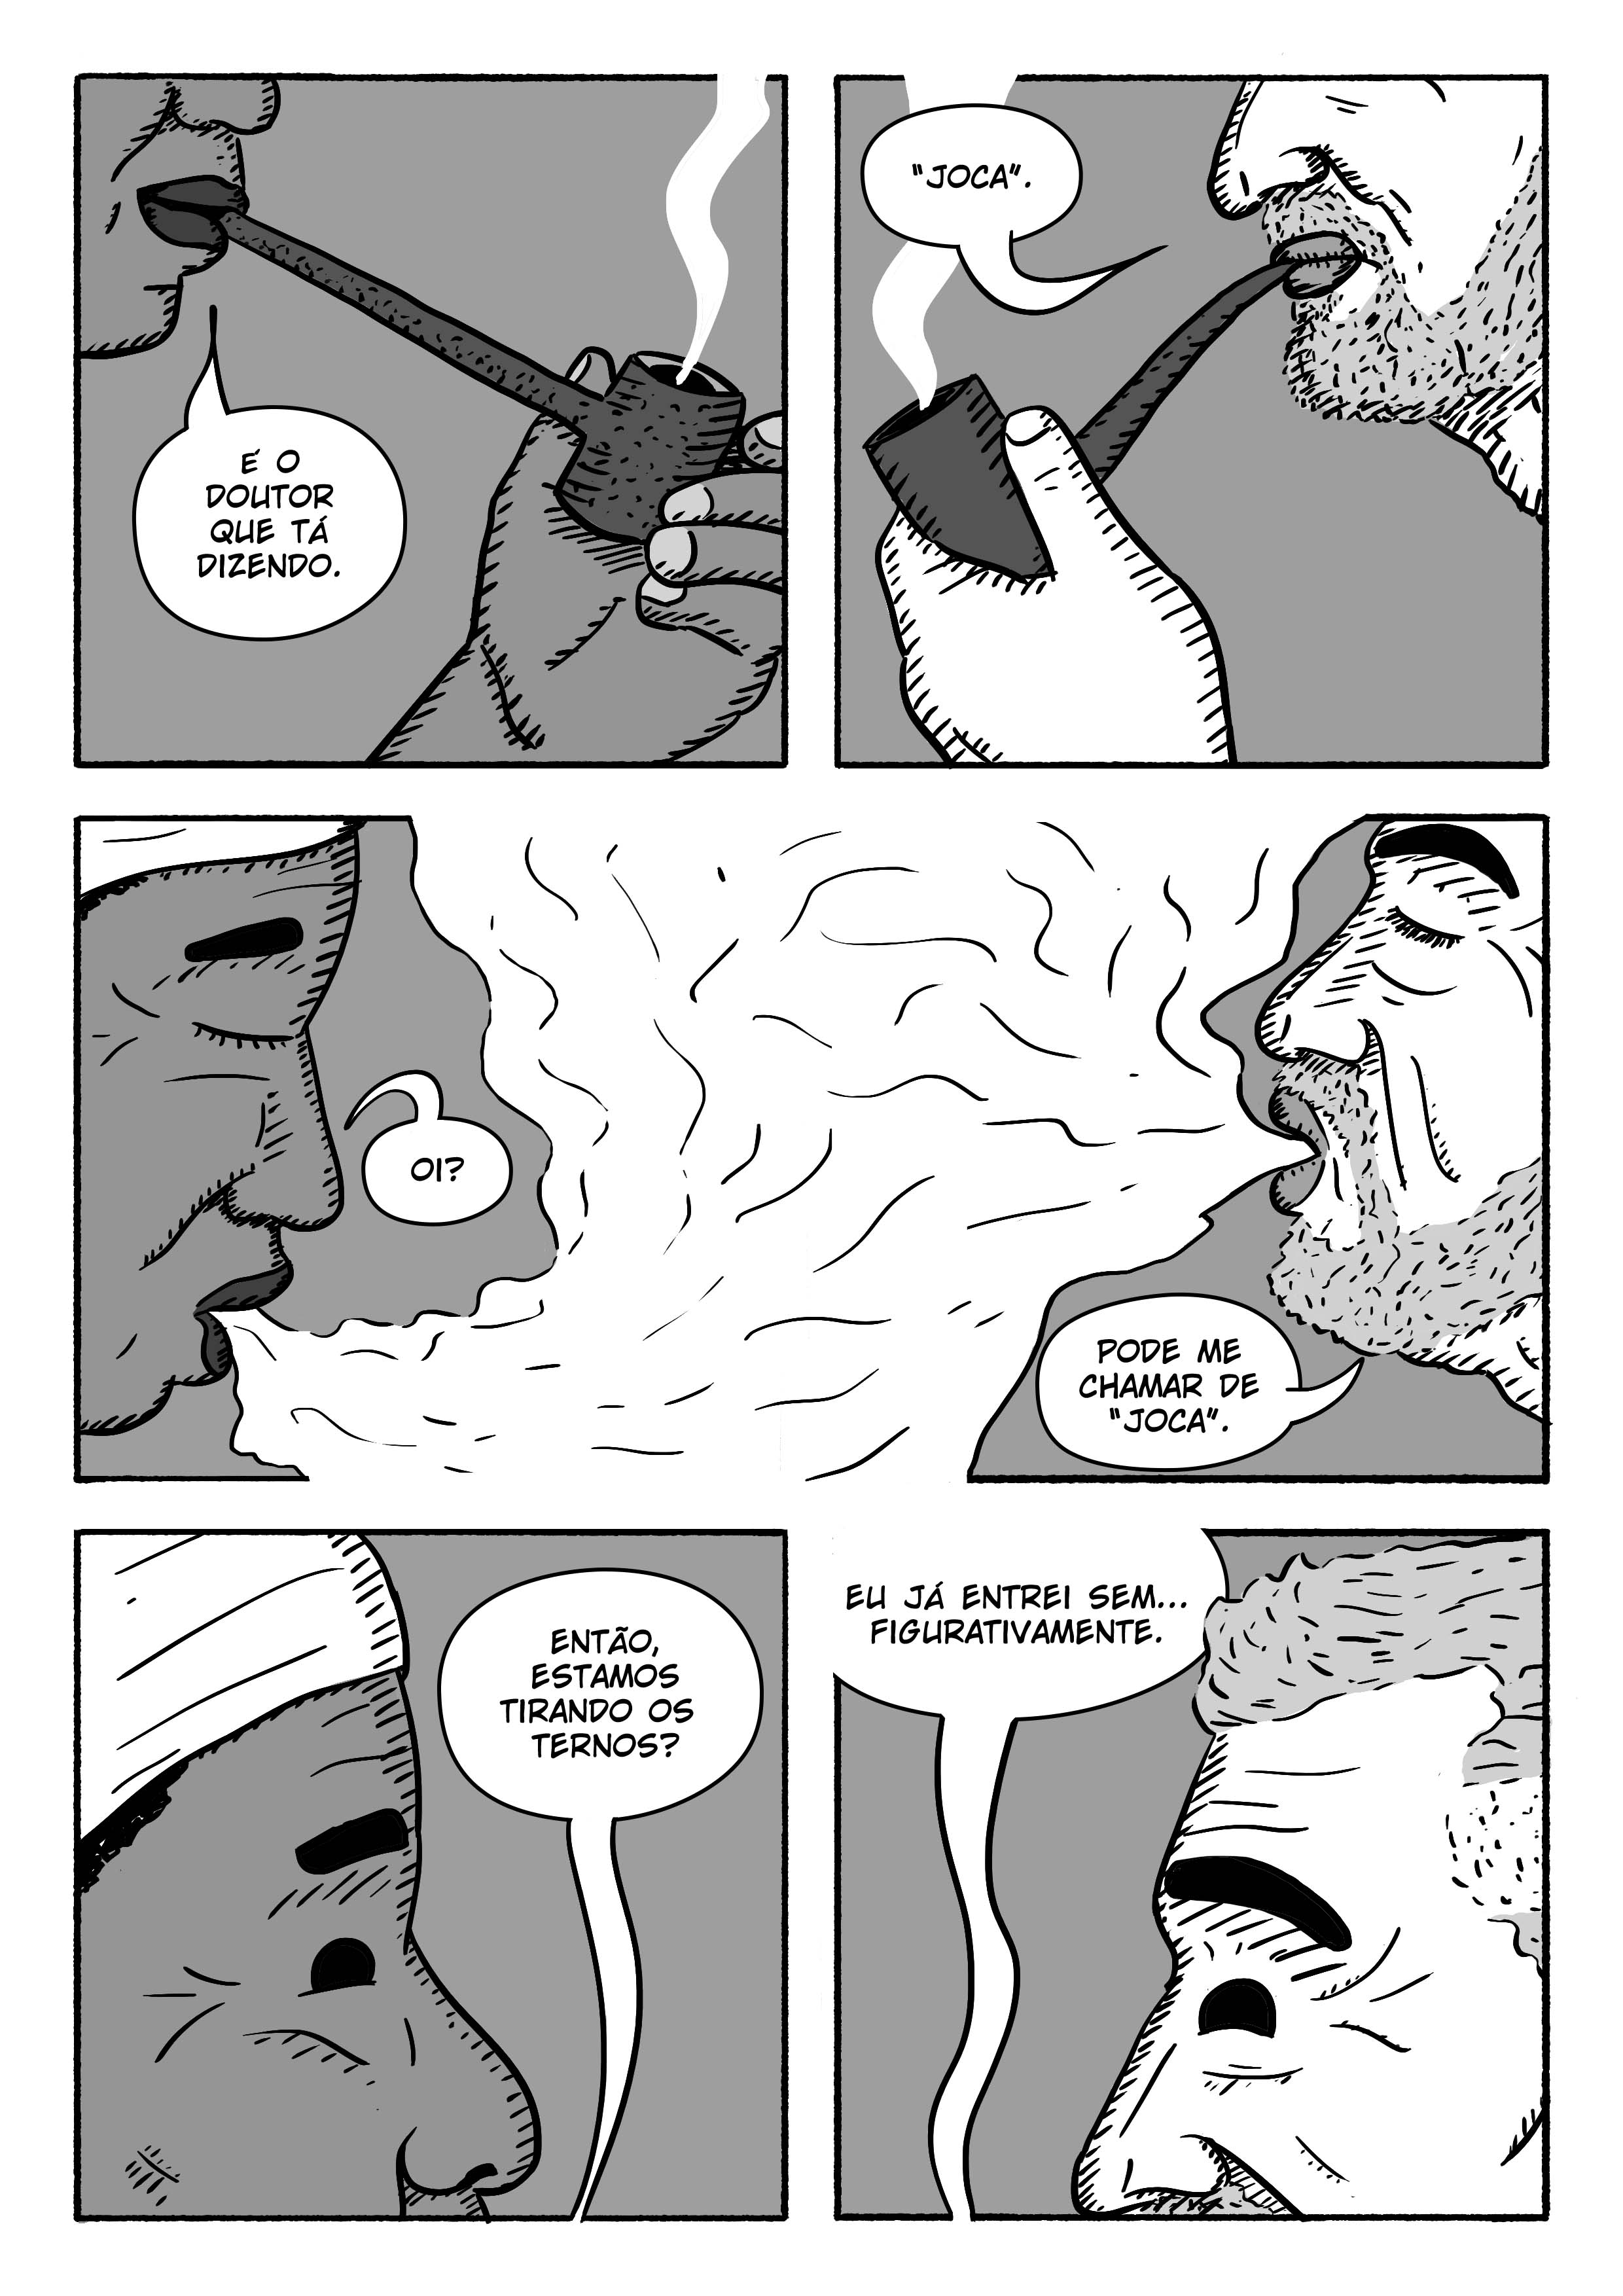 É O
DOUTOR
QUE TÁ
DIZENDO.
"JOCA".
OI?
PODE ME
CHAMAR DE
"JOCA".
ENTÃO,
ESTAMOS
TIRANDO OS
TERNOS?
EU JÁ ENTREI SEM...
FIGURATIVAMENTE.